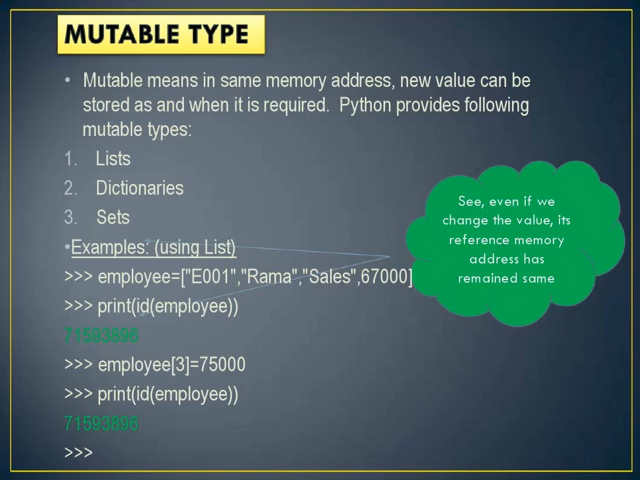 MUTABLE TYPE
• Mutable means in same memory address, new value can be
stored as and when it is required. Python provides following
mutable types:
1. Lists
2. Dictionaries
3. Sets
•Examples: (using List)
>>> employee=["E001","Rama","Sales",67000]
>>> print(id(employee))
71593896
>>> employee[3]=75000
>>> print(id(employee))
71593896
>>>
See, even if we
change the value, its
reference memory
address has
remained same